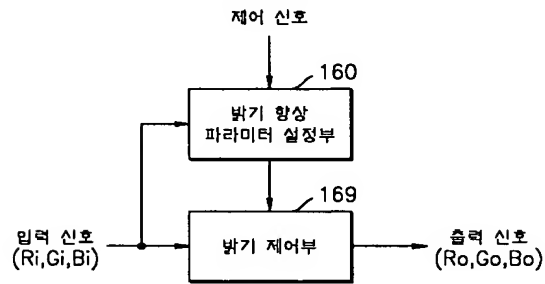 제어 신호
160
밝기 향상
파라미터 설정부
169
입력 신호
(Ri,Gi,Bi)
밝기 제어부
출력 신호
(Ro,Go,Bo)